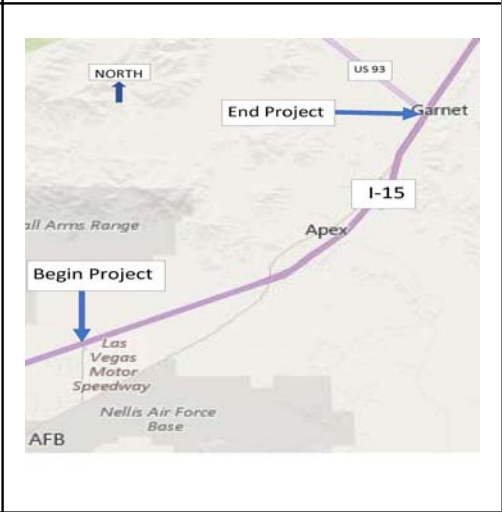 NORTH
US 93
End Project
Garnet
I-15
all Arms Range
Apex
Begin Project
Las
Vegas
Motor
Speedway
Nellis Air Force
Base
AFB